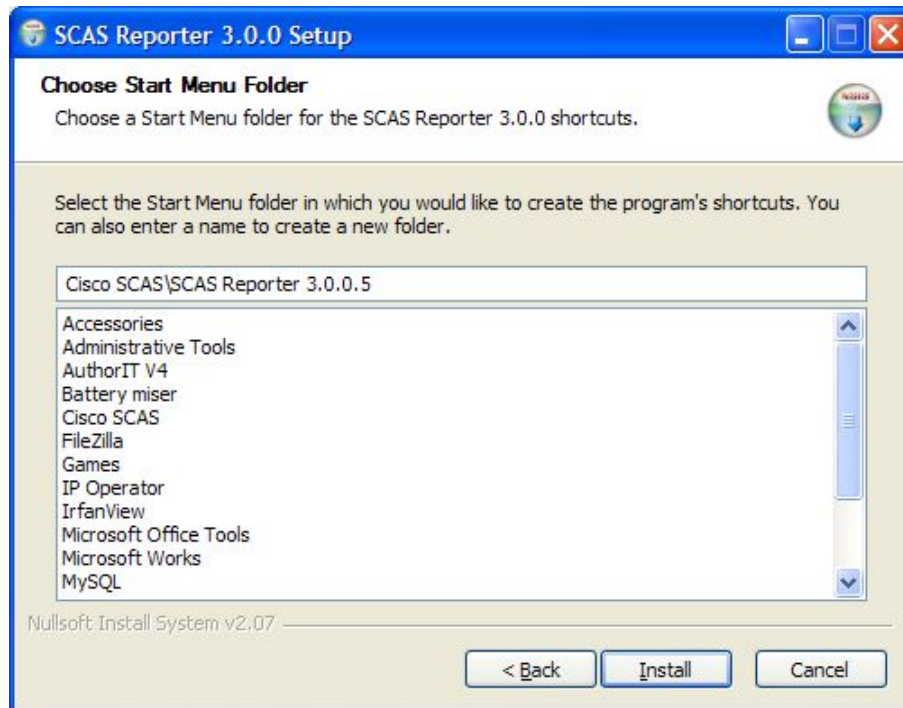 SCAS Reporter 3.0.0 Setup
Choose Start Menu Folder
Choose a Start Menu folder for the SCAS Reporter 3.0.0 shortcuts.
Select the Start Menu folder in which you would like to create the program's shortcuts. You
can also enter a name to create a new folder.
Cisco SCAS\SCAS Reporter 3.0.0.5
Accessories
Administrative Tools
AuthorIT V4
Battery miser
Cisco SCAS
FileZilla
Games
IP Operator
IrfanView
Microsoft Office Tools
Microsoft Works
MySQL
Nullsoft Install System v2.07
< Back Install Cancel